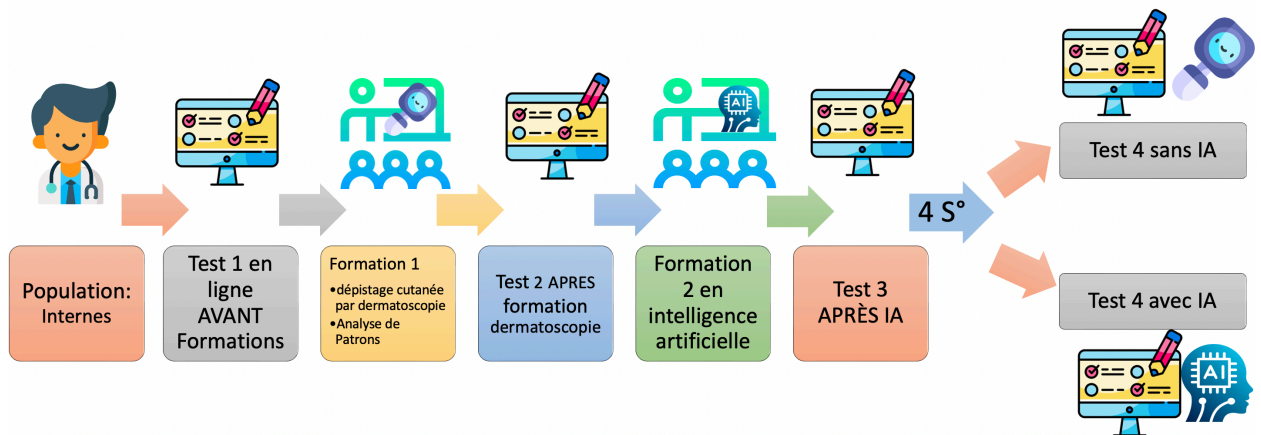 Population:
Internes
Test 1 en
ligne
AVANT
Formations
Formation 1
•dépistage cutanée
par dermatoscopie
•Analyse de
Patrons
Test 2 APRES
formation
dermatoscopie
Formation
2 en
intelligence
artificielle
Test 3
APRÈS IA
4 S°
Test 4 sans IA
Test 4 avec IA
AI
AI